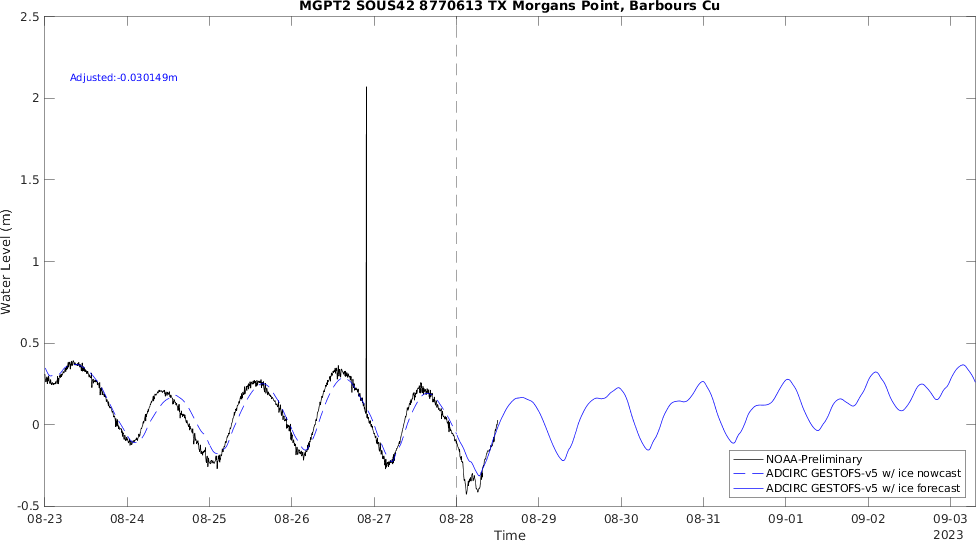 MGPT2 SOUS42 8770613 TX Morgans Point, Barbours Cu
2.5
Adjusted:-0.030149m
2
1.5
1
0.5
0
-0.5
Water Level (m)
NOAA-Preliminary
ADCIRC GESTOFS-v5 w/ ice nowcast
ADCIRC GESTOFS-v5 w/ ice forecast
08-23 08-24 08-25 08-26 08-27 08-28 08-29 08-30 08-31 09-01 09-02 09-03
Time
2023